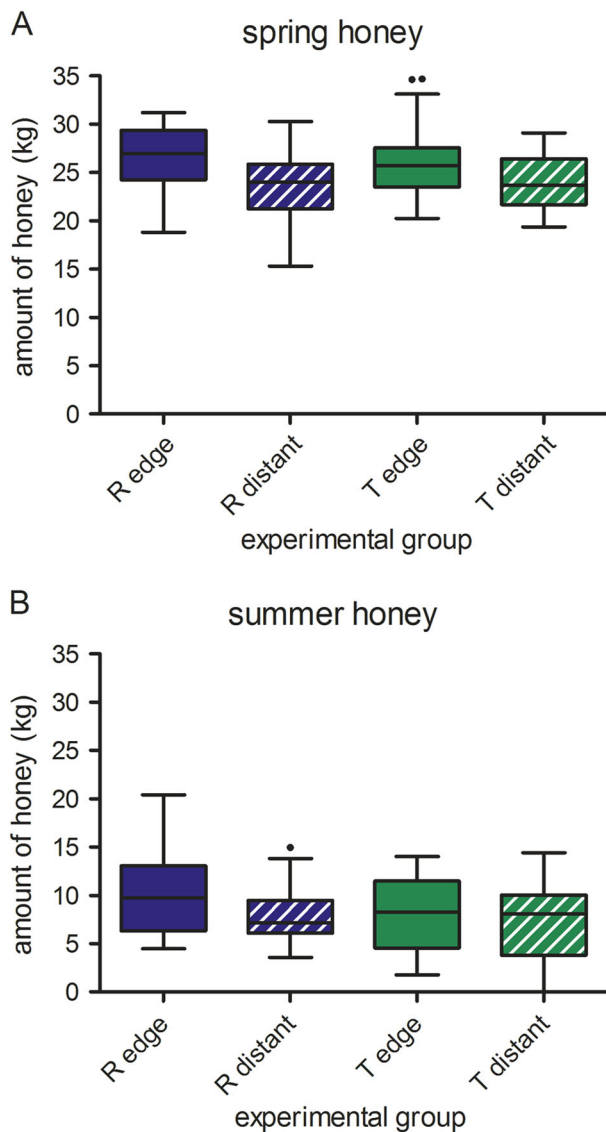 A
spring honey
amount of honey (kg)
35
30
25
20
15
10
5
0
R edge
R distant
T edge
T distant
experimental group
B
summer honey
amount of honey (kg)
35
30
25
20
15
10
5
0
R edge
R distant
T edge
T distant
experimental group